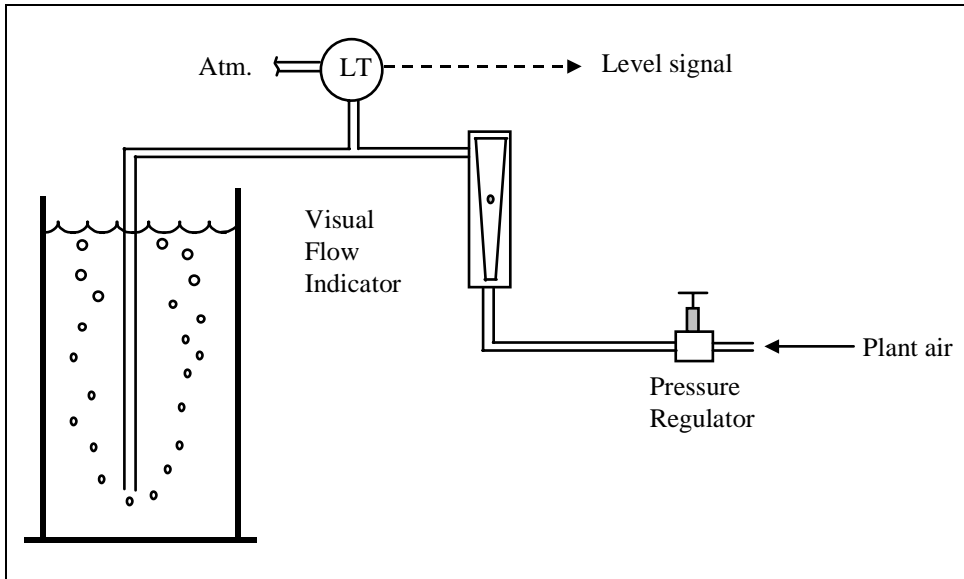 Atm.
LT
Level signal
Visual
Flow
Indicator
Plant air
Pressure
Regulator